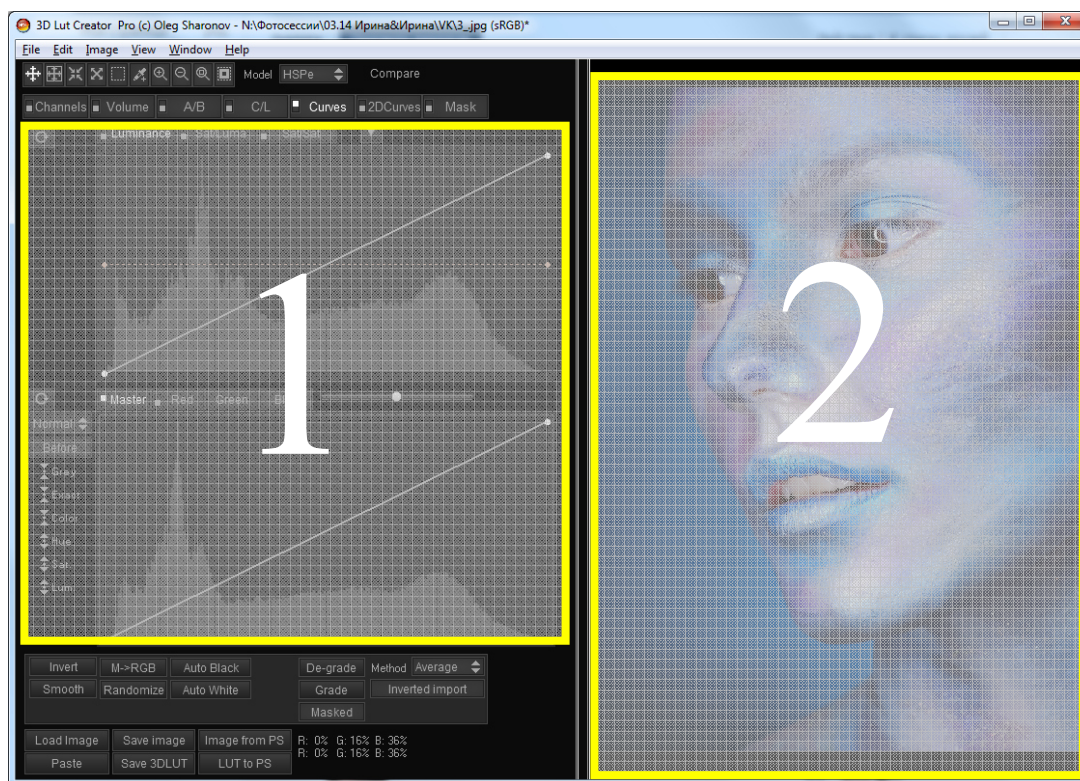 3D Lut Creator Pro (c) Oleg Sharonov - N:\Фотосессии\03.14 Ирина&Ирина\VK\3_.jpg (sRGB)*
File Edit Image View Window Help
Model HSPe Compare
Channels Volume A/B C/L Curves 2DCurves Mask
Luminance Sat/Luma
1
2
Master Red Green
Normal
Before
Gray
Exact
Color
Hue
Sat.
Lum.
Invert M->RGB Auto Black De-grade Method Average
Smooth Randomize Auto White Grade Inverted import
Masked
Load Image Save image Image from PS R: 0% G: 16% B: 36%
R: 0% G: 16% B: 36%
Paste Save 3DLUT LUT to PS